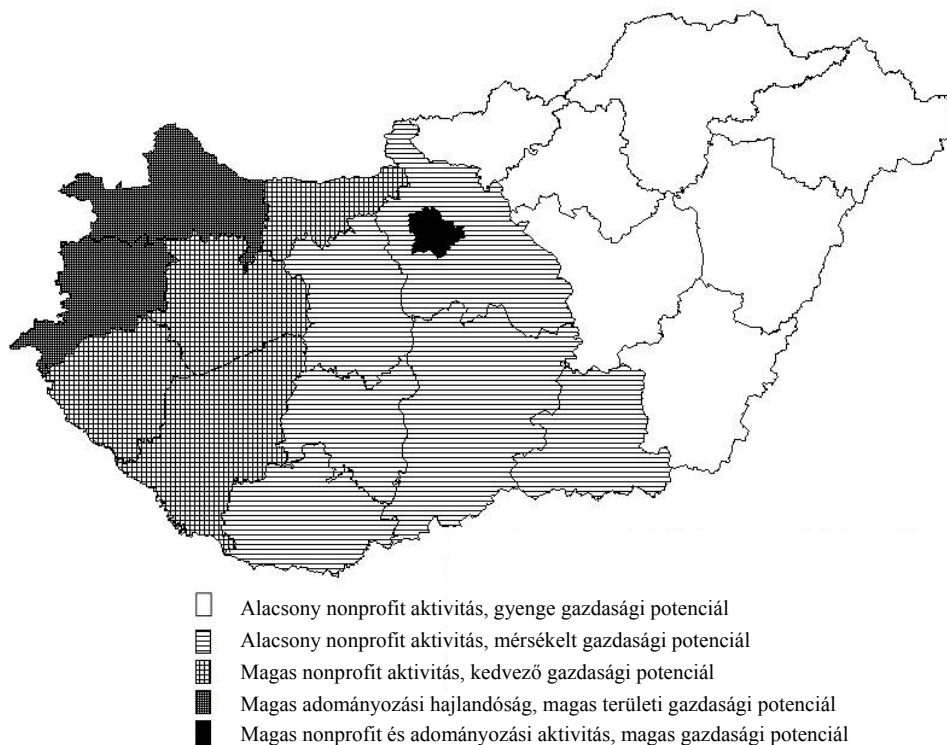 Alacsony nonprofit aktivitás, gyenge gazdasági potenciál
Alacsony nonprofit aktivitás, mérsékelt gazdasági potenciál
Magas nonprofit aktivitás, kedvező gazdasági potenciál
Magas adományozási hajlandóság, magas területi gazdasági potenciál
Magas nonprofit és adományozási aktivitás, magas gazdasági potenciál